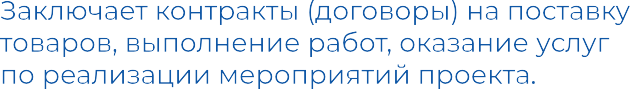 Заключает контракты (договоры) на поставку
товаров, выполнение работ, оказание услуг
по реализации мероприятий проекта.